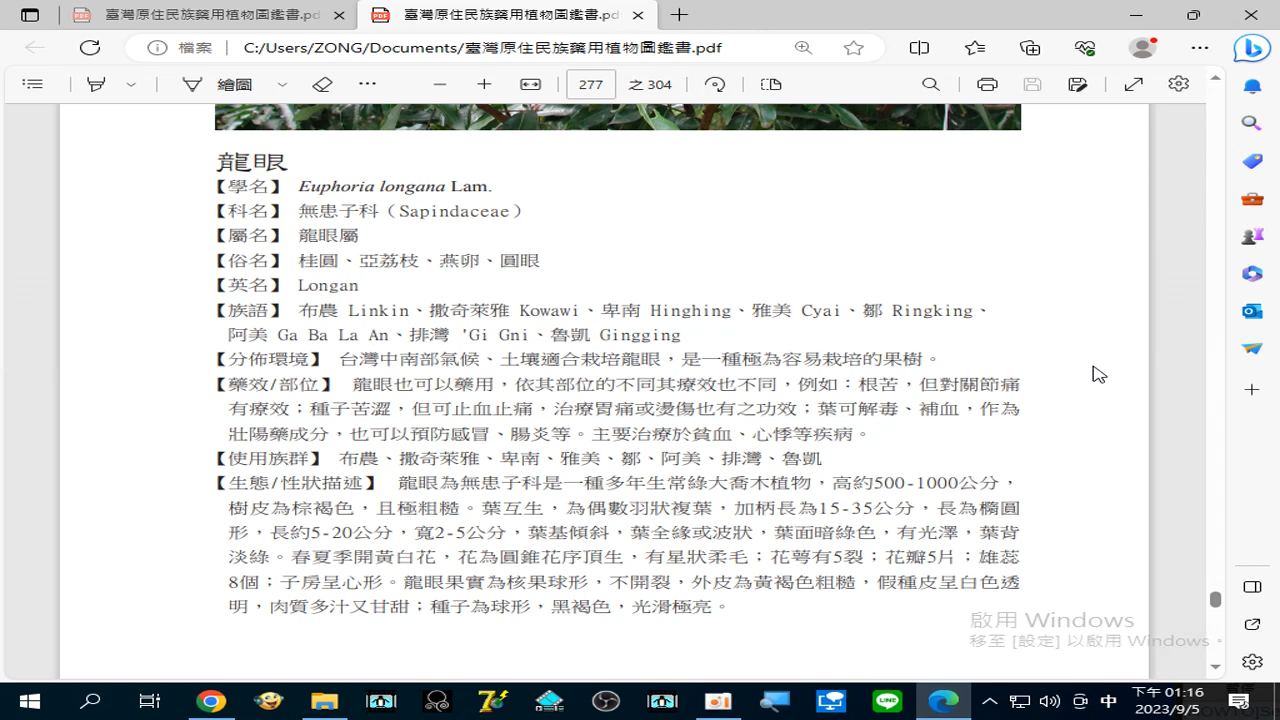 臺灣原住民族藥用植物圖鑑書.pd
臺灣原住民族藥用植物圖鑑書.pdf
檔案
C:/Users/ZONG/Documents/臺灣原住民族藥用植物圖鑑書.pdf
繪圖
277
之 304
龍眼
【學名】 Euphoria longana Lam.
【科名】 無患子科（Sapindaceae）
【屬名】 龍眼屬
【俗名】 桂圓、亞荔枝、燕卵、圓眼
【英名】 Longan
【族語】 布農 Linkin、撒奇萊雅 Kowawi、卑南 Hinghing、雅美 Cyai、鄒 Ringking、
阿美 Ga Ba La An、排灣 'Gi Gni、魯凱 Gingging
【分佈環境】 台灣中南部氣候、土壤適合栽培龍眼，是一種極為容易栽培的果樹。
【藥效/部位】 龍眼也可以藥用，依其部位的不同其療效也不同，例如：根苦，但對關節痛
有療效；種子苦澀，但可止血止痛，治療胃痛或燙傷也有之功效；葉可解毒、補血，作為
壯陽藥成分，也可以預防感冒、腸炎等。主要治療於貧血、心悸等疾病。
【使用族群】 布農、撒奇萊雅、卑南、雅美、鄒、阿美、排灣、魯凱
【生態/性狀描述】 龍眼為無患子科是一種多年生常綠大喬木植物，高約500-1000公分，
樹皮為棕褐色，且極粗糙。葉互生，為偶數羽狀複葉，加柄長為15-35公分，長為橢圓
形，長約5-20公分，寬2-5公分，葉基傾斜，葉全緣或波狀，葉面暗綠色，有光澤，葉背
淡綠。春夏季開黃白花，花為圓錐花序頂生，有星狀柔毛；花萼有5裂；花瓣5片；雄蕊
8個；子房呈心形。龍眼果實為核果球形，不開裂，外皮為黃褐色粗糙，假種皮呈白色透
明，肉質多汁又甘甜；種子為球形，黑褐色，光滑極亮。
啟用 Windows
移至 [設定] 以啟用 Windows。
中
下午 01:16
2023/9/5